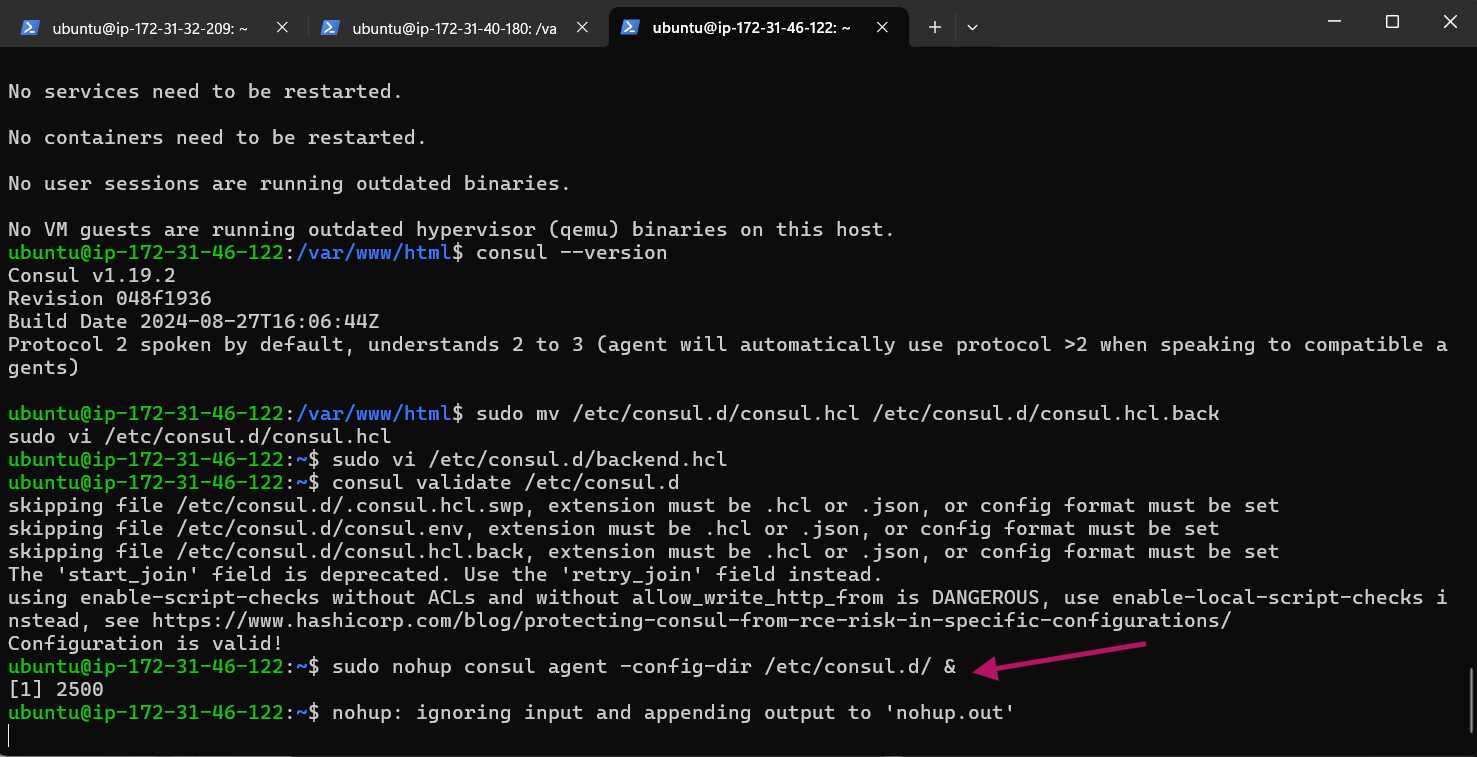 ubuntu@ip-172-31-32-209: ~
ubuntu@ip-172-31-40-180: /va
ubuntu@ip-172-31-46-122: ~
No services need to be restarted.
No containers need to be restarted.
No user sessions are running outdated binaries.
No VM guests are running outdated hypervisor (qemu) binaries on this host.
ubuntu@ip-172-31-46-122:/var/www/html$ consul --version
Consul v1.19.2
Revision 048f1936
Build Date 2024-08-27T16:06:44Z
Protocol 2 spoken by default, understands 2 to 3 (agent will automatically use protocol >2 when speaking to compatible a
gents)
ubuntu@ip-172-31-46-122:/var/www/html$ sudo mv /etc/consul.d/consul.hcl /etc/consul.d/consul.hcl.back
sudo vi /etc/consul.d/consul.hcl
ubuntu@ip-172-31-46-122:~$ sudo vi /etc/consul.d/backend.hcl
ubuntu@ip-172-31-46-122:~$ consul validate /etc/consul.d
skipping file /etc/consul.d/.consul.hcl.swp, extension must be .hcl or .json, or config format must be set
skipping file /etc/consul.d/consul.env, extension must be .hcl or .json, or config format must be set
skipping file /etc/consul.d/consul.hcl.back, extension must be .hcl or .json, or config format must be set
The 'start_join' field is deprecated. Use the 'retry_join' field instead.
using enable-script-checks without ACLs and without allow_write_http_from is DANGEROUS, use enable-local-script-checks i
nstead, see https://www.hashicorp.com/blog/protecting-consul-from-rce-risk-in-specific-configurations/
Configuration is valid!
ubuntu@ip-172-31-46-122:~$ sudo nohup consul agent -config-dir /etc/consul.d/ &
[1] 2500
ubuntu@ip-172-31-46-122:~$ nohup: ignoring input and appending output to 'nohup.out'